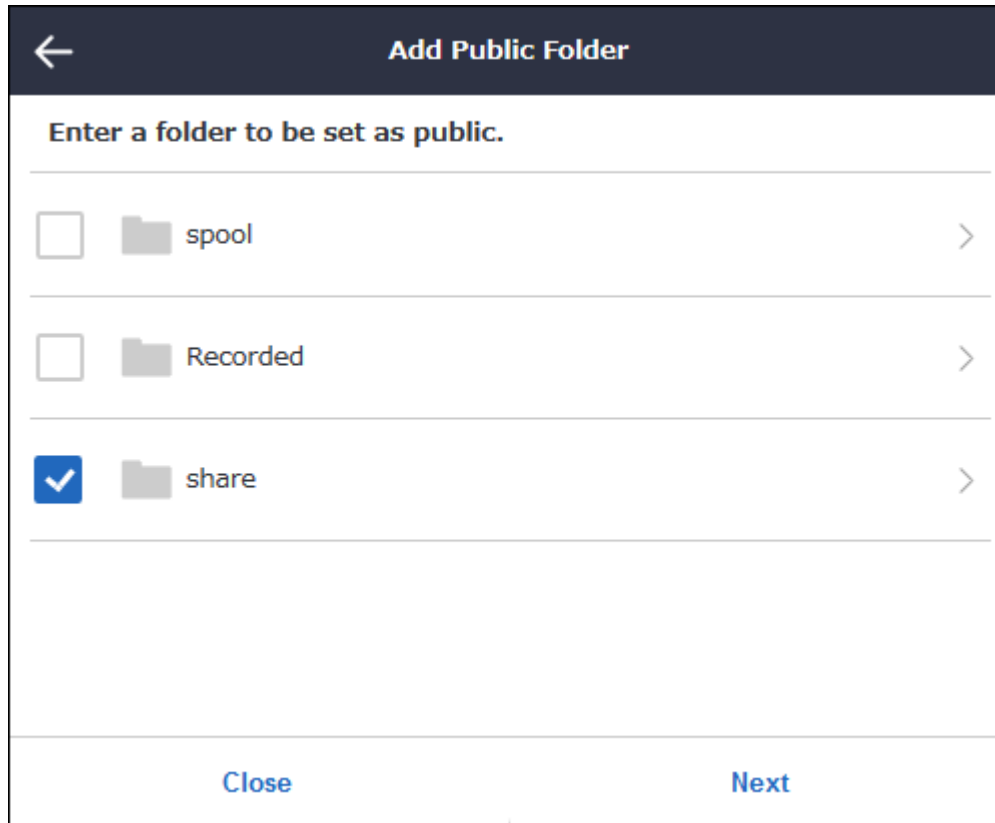 Add Public Folder
Enter a folder to be set as public.
spool
Recorded
share
Close Next